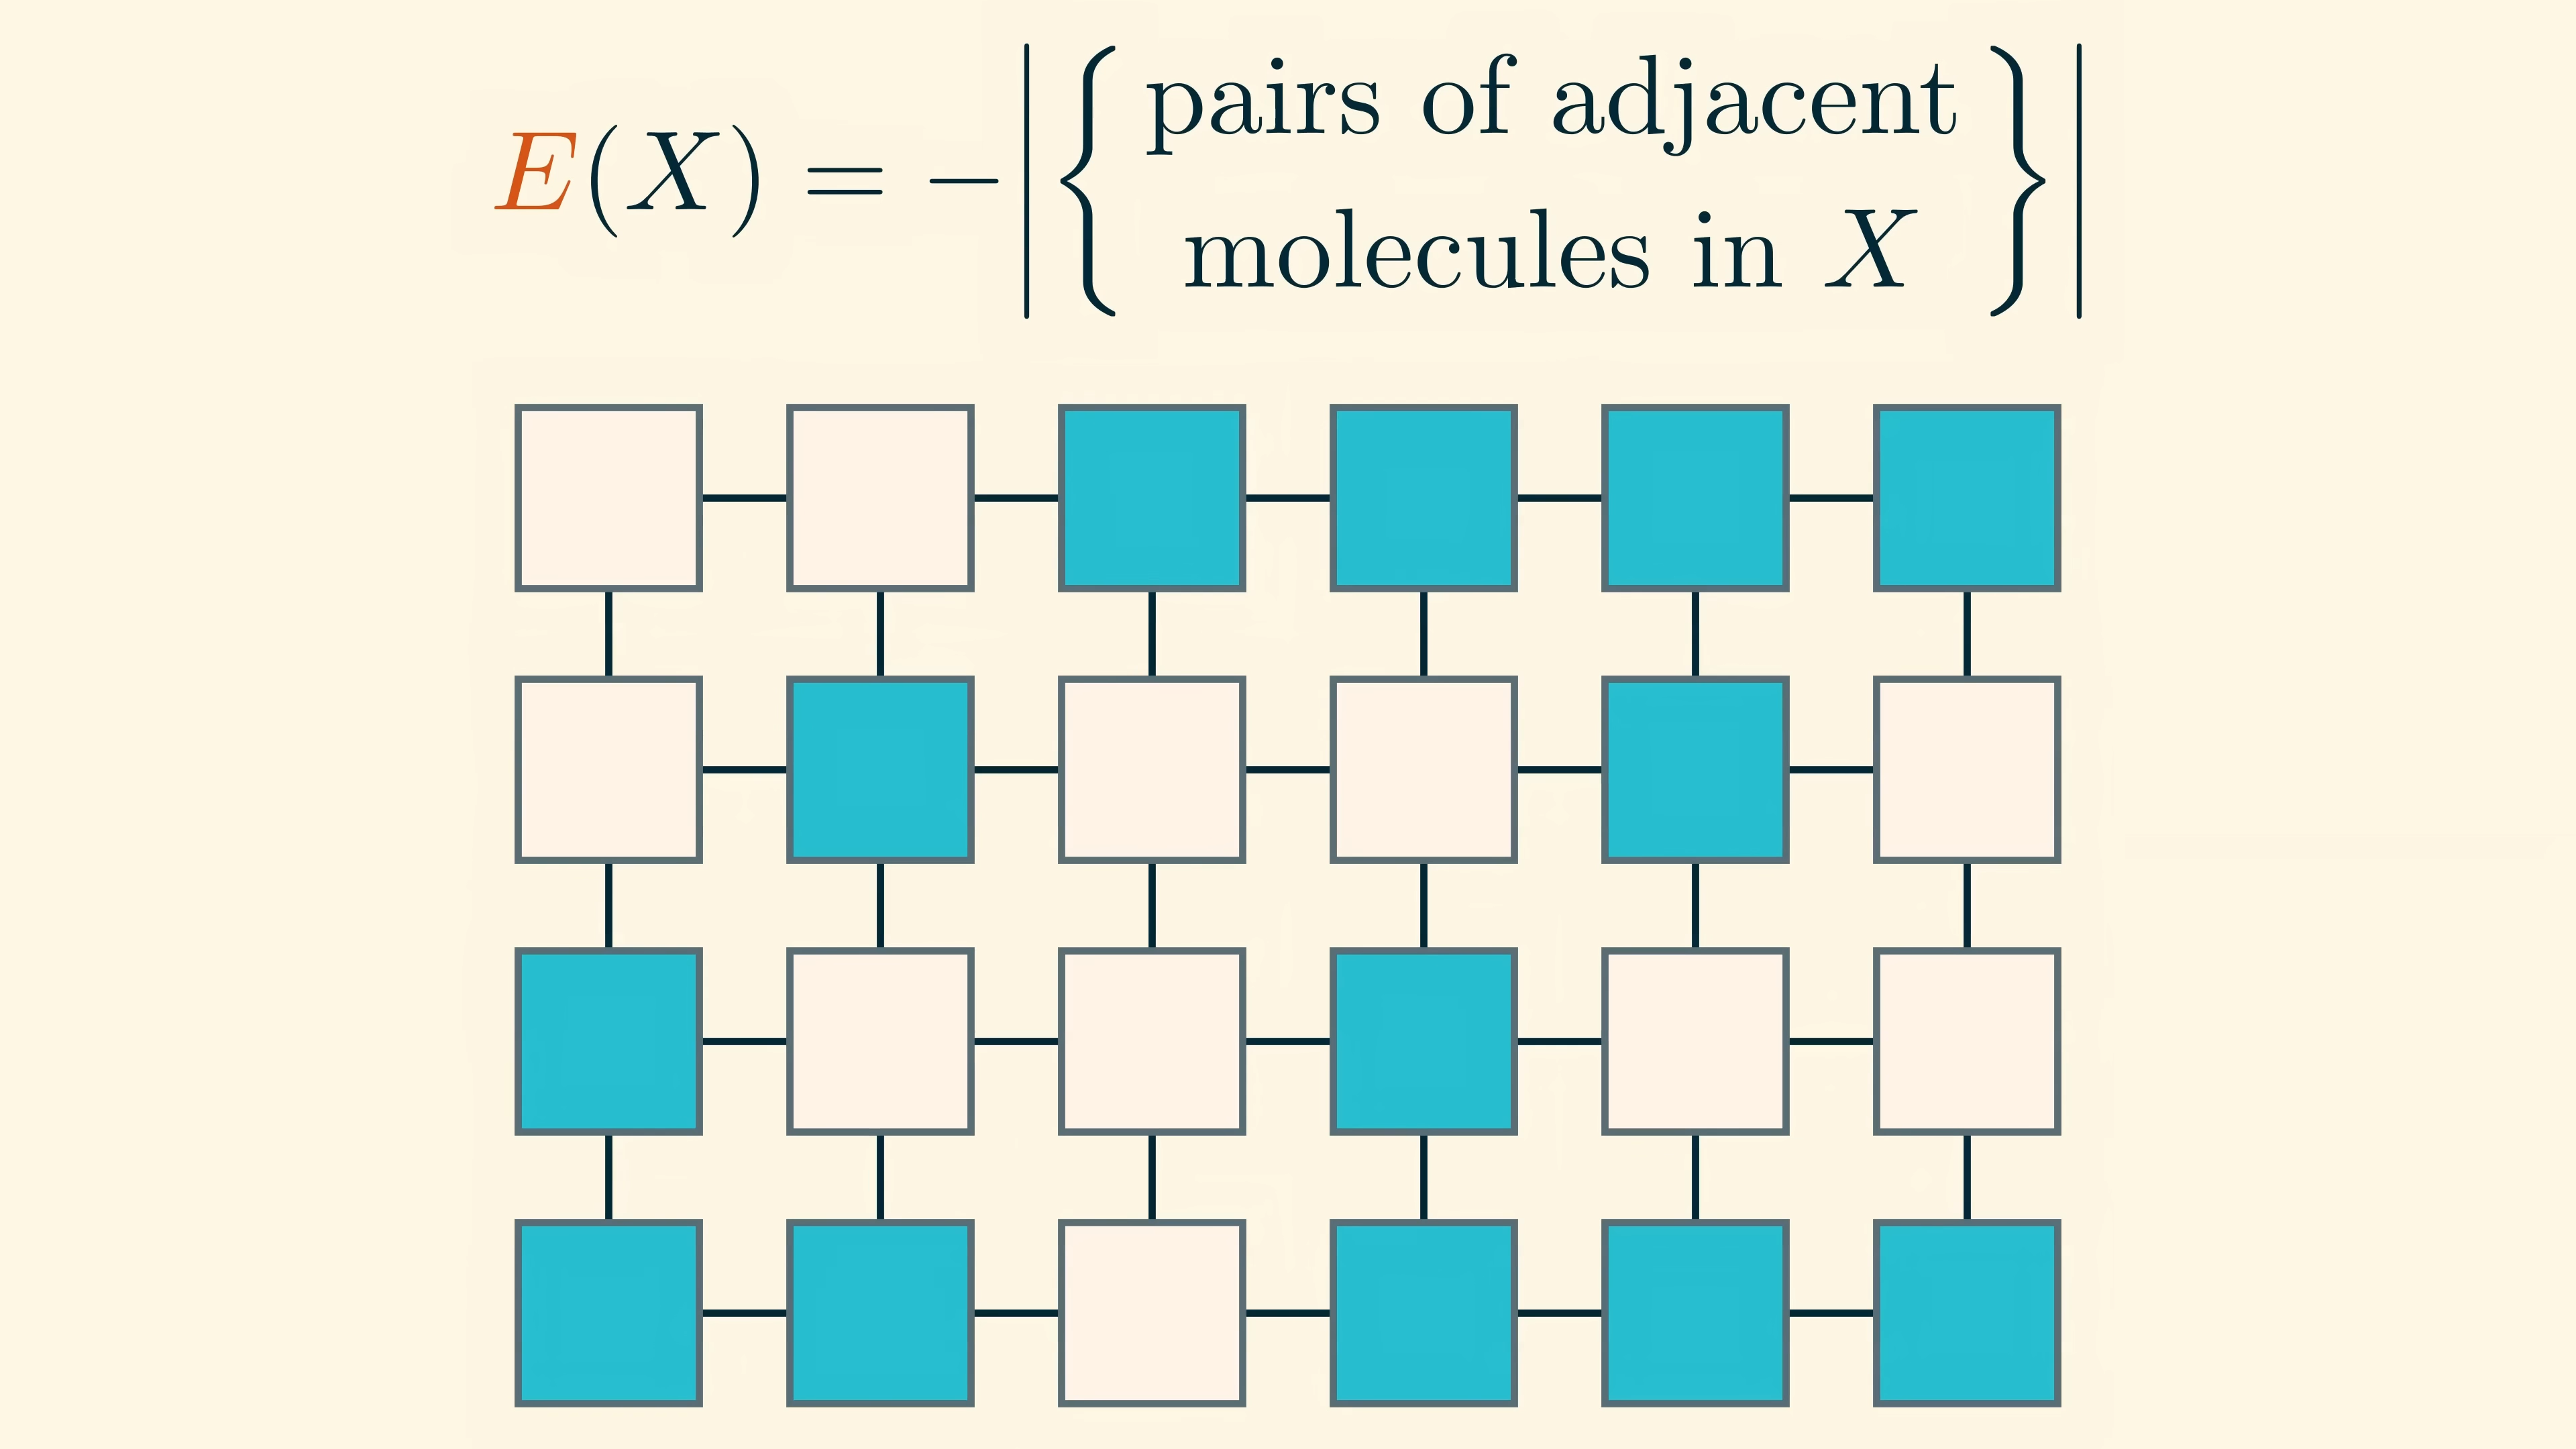 E(X) = −|{pairs of adjacent
molecules in X}|